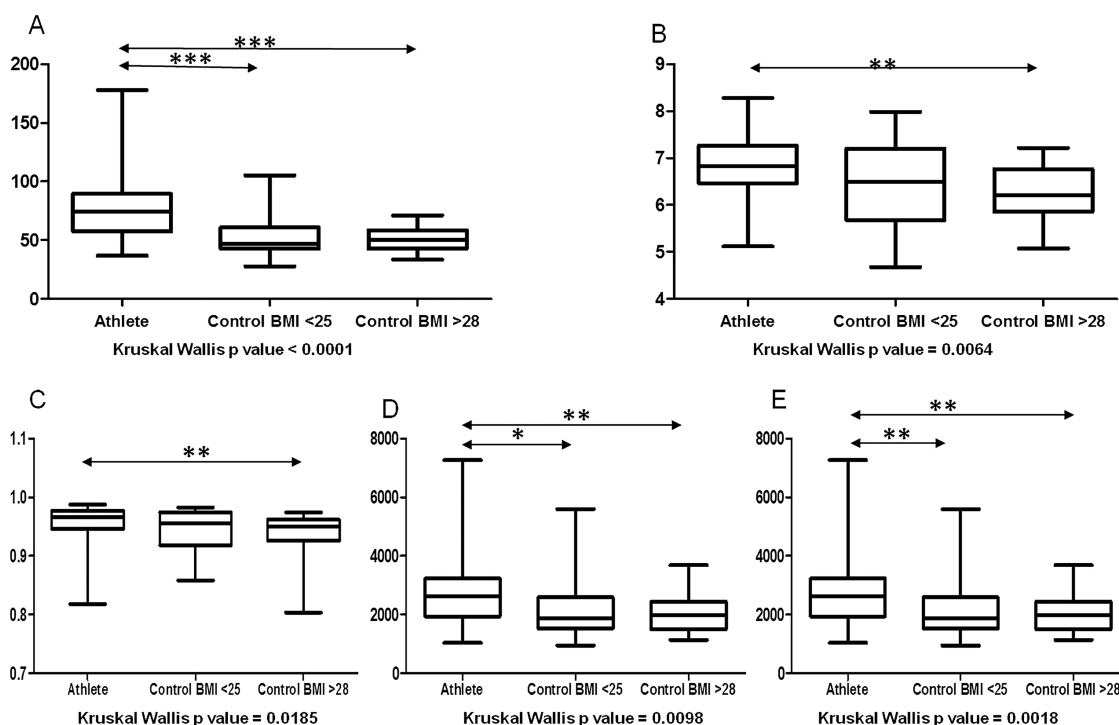 A
***
***
200
150
100
50
0
Athlete
Control BMI <25
Control BMI >28
Kruskal Wallis p value < 0.0001
B
**
9
8
7
6
5
4
Athlete
Control BMI <25
Control BMI >28
Kruskal Wallis p value = 0.0064
C
**
1.1
1.0
0.9
0.8
0.7
Athlete
Control BMI <25
Control BMI >28
Kruskal Wallis p value = 0.0185
D
**
*
8000
6000
4000
2000
0
Athlete
Control BMI <25
Control BMI >28
Kruskal Wallis p value = 0.0098
E
**
**
8000
6000
4000
2000
0
Athlete
Control BMI <25
Control BMI >28
Kruskal Wallis p value = 0.0018